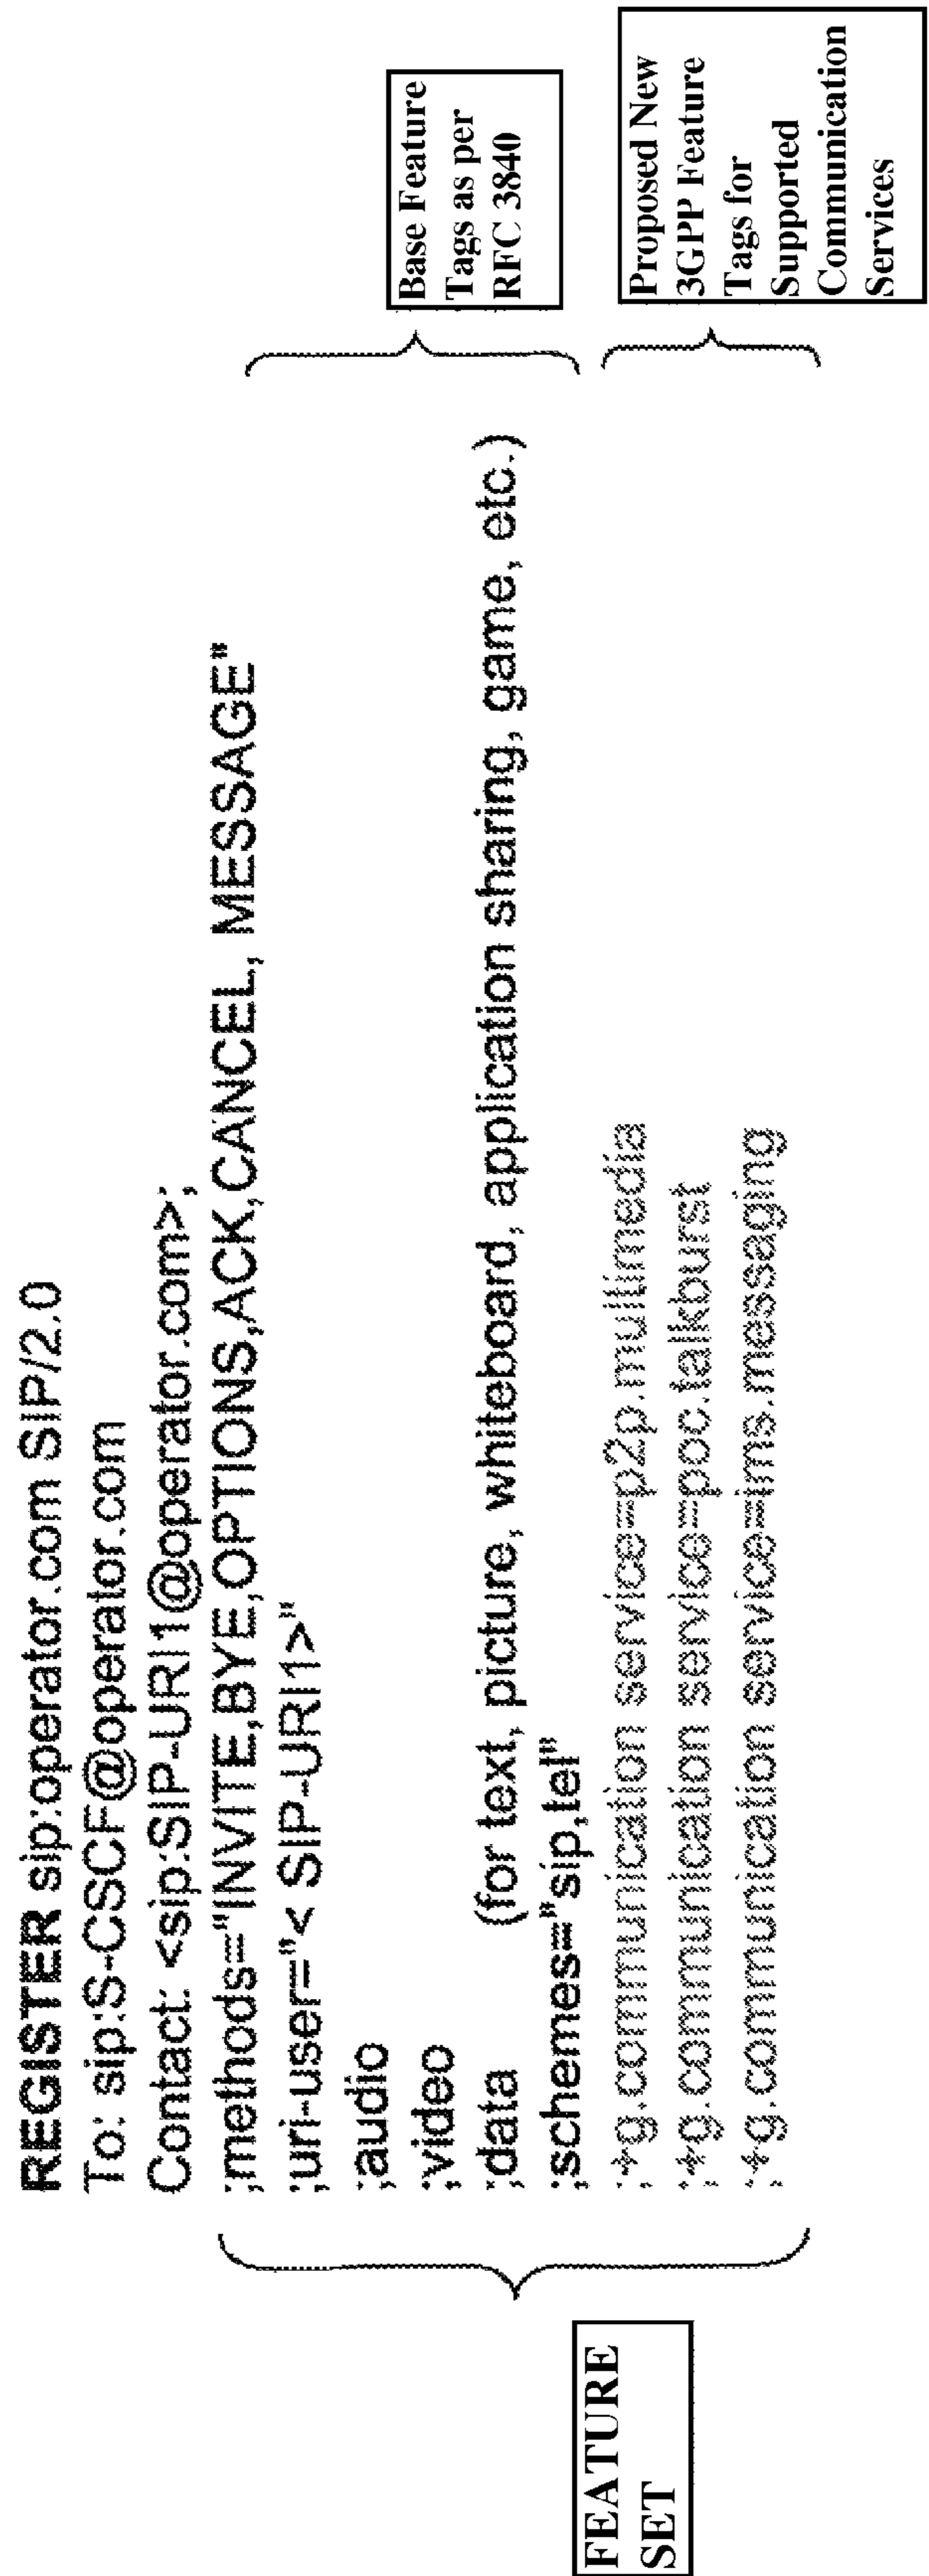 REGISTER sip:operator.com SIP/2.0
To: sip:S-CSCF@operator.com
Contact: <sip:SIP-URI1@operator.com>;
;methods="INVITE,BYE,OPTIONS,ACK,CANCEL, MESSAGE"
;uri-user="< SIP-URI1>"
;audio
;video
;data (for text, picture, whiteboard, application sharing, game, etc.)
;schemes="sip,tel"
;+g.communication service=p2p.multimedia
;+g.communication service=poc.talkburst
;+g.communication service=ims.messaging
FEATURE
SET
Base Feature
Tags as per
RFC 3840
Proposed New
3GPP Feature
Tags for
Supported
Communication
Services